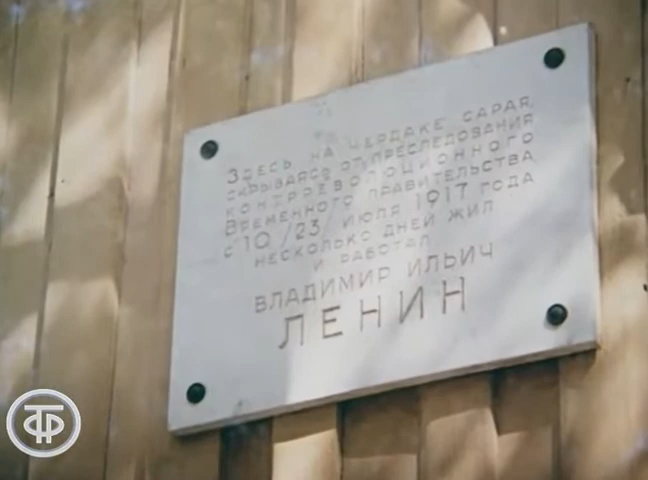 ЗДЕСЬ, НА ЧЕРДАКЕ САРАЯ,
СКРЫВАЯСЬ ОТ ПРЕСЛЕДОВАНИЯ
КОНТРРЕВОЛЮЦИОННОГО
ВРЕМЕННОГО ПРАВИТЕЛЬСТВА
С 10/23/ ИЮЛЯ 1917 ГОДА
НЕСКОЛЬКО ДНЕЙ ЖИЛ
И РАБОТАЛ
ВЛАДИМИР ИЛЬИЧ
ЛЕНИН